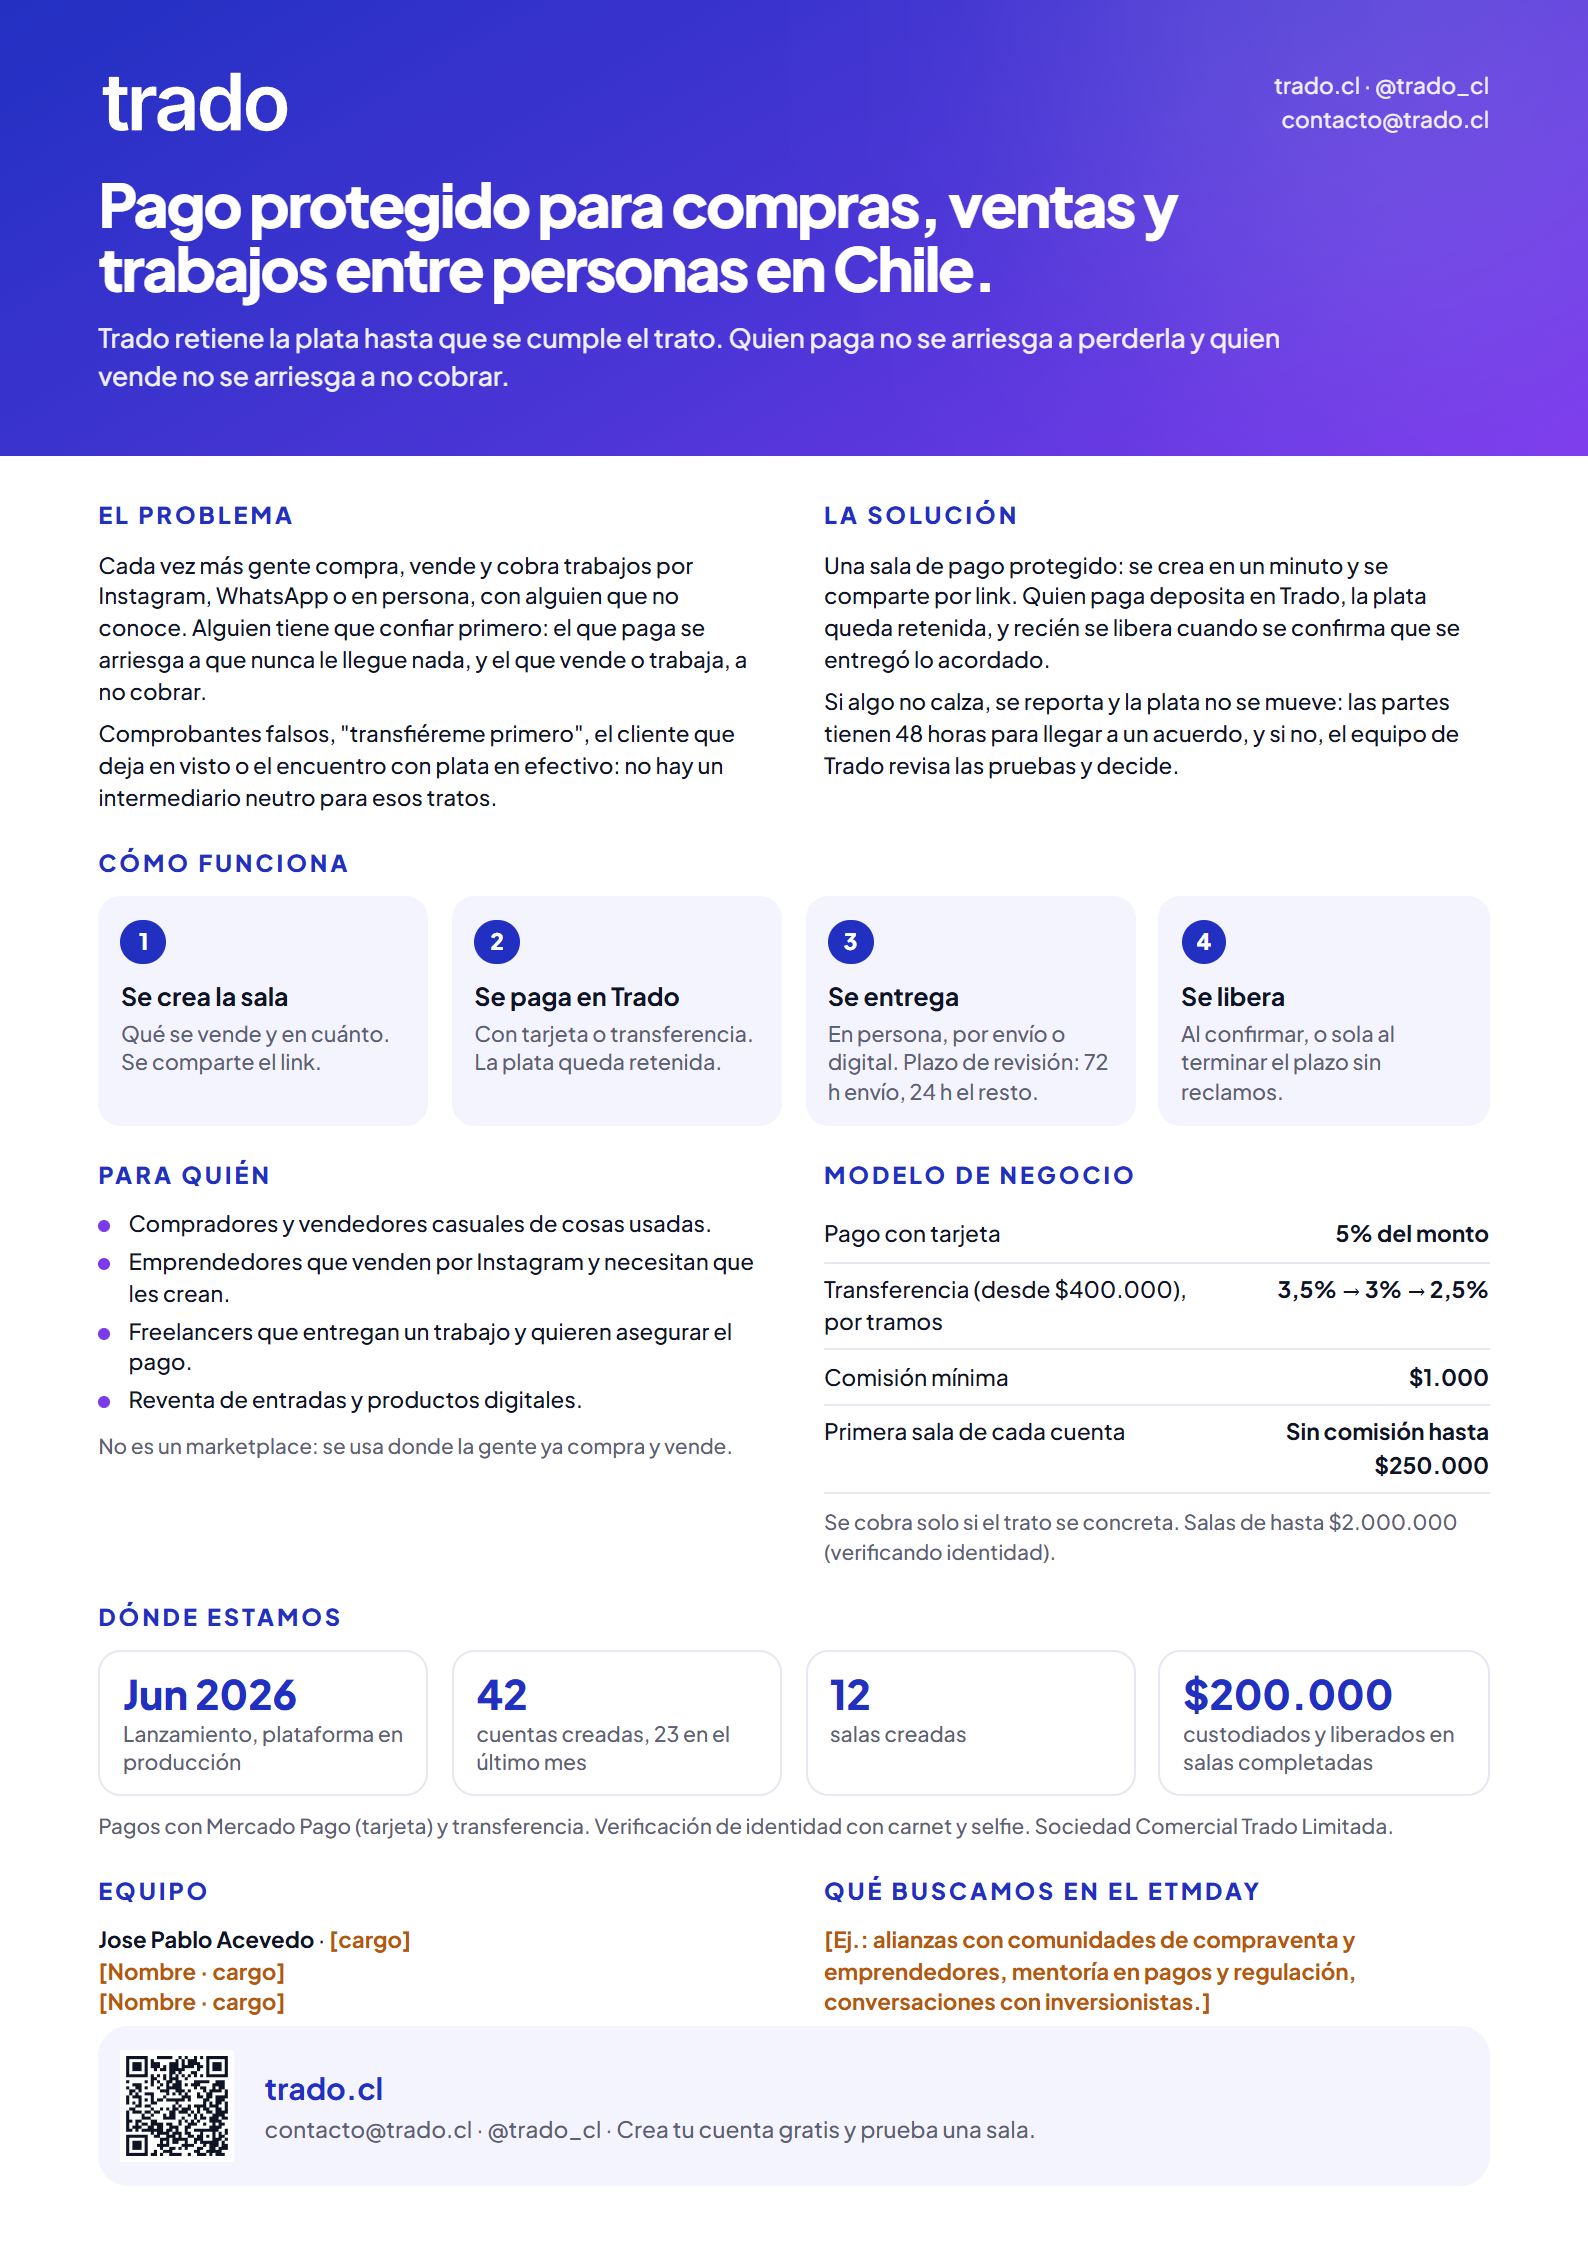 trado
trado.cl · @trado_cl
contacto@trado.cl
Pago protegido para compras, ventas y
trabajos entre personas en Chile.
Trado retiene la plata hasta que se cumple el trato. Quien paga no se arriesga a perderla y quien
vende no se arriesga a no cobrar.
EL PROBLEMA
Cada vez más gente compra, vende y cobra trabajos por
Instagram, WhatsApp o en persona, con alguien que no
conoce. Alguien tiene que confiar primero: el que paga se
arriesga a que nunca le llegue nada, y el que vende o trabaja, a
no cobrar.
Comprobantes falsos, "transfiéreme primero", el cliente que
deja en visto o el encuentro con plata en efectivo: no hay un
intermediario neutro para esos tratos.
LA SOLUCIÓN
Una sala de pago protegido: se crea en un minuto y se
comparte por link. Quien paga deposita en Trado, la plata
queda retenida, y recién se libera cuando se confirma que se
entregó lo acordado.
Si algo no calza, se reporta y la plata no se mueve: las partes
tienen 48 horas para llegar a un acuerdo, y si no, el equipo de
Trado revisa las pruebas y decide.
CÓMO FUNCIONA
1
Se crea la sala
Qué se vende y en cuánto.
Se comparte el link.
2
Se paga en Trado
Con tarjeta o transferencia.
La plata queda retenida.
3
Se entrega
En persona, por envío o
digital. Plazo de revisión: 72
h envío, 24 h el resto.
4
Se libera
Al confirmar, o sola al
terminar el plazo sin
reclamos.
PARA QUIÉN
Compradores y vendedores casuales de cosas usadas.
Emprendedores que venden por Instagram y necesitan que
les crean.
Freelancers que entregan un trabajo y quieren asegurar el
pago.
Reventa de entradas y productos digitales.
No es un marketplace: se usa donde la gente ya compra y vende.
MODELO DE NEGOCIO
Pago con tarjeta 5% del monto
Transferencia (desde $400.000), 3,5% → 3% → 2,5%
por tramos
Comisión mínima $1.000
Primera sala de cada cuenta Sin comisión hasta
$250.000
Se cobra solo si el trato se concreta. Salas de hasta $2.000.000
(verificando identidad).
DÓNDE ESTAMOS
Jun 2026
Lanzamiento, plataforma en
producción
42
cuentas creadas, 23 en el
último mes
12
salas creadas
$200.000
custodiados y liberados en
salas completadas
Pagos con Mercado Pago (tarjeta) y transferencia. Verificación de identidad con carnet y selfie. Sociedad Comercial Trado Limitada.
EQUIPO
Jose Pablo Acevedo · [cargo]
[Nombre · cargo]
[Nombre · cargo]
QUÉ BUSCAMOS EN EL ETMDAY
[Ej.: alianzas con comunidades de compraventa y
emprendedores, mentoría en pagos y regulación,
conversaciones con inversionistas.]
trado.cl
contacto@trado.cl · @trado_cl · Crea tu cuenta gratis y prueba una sala.